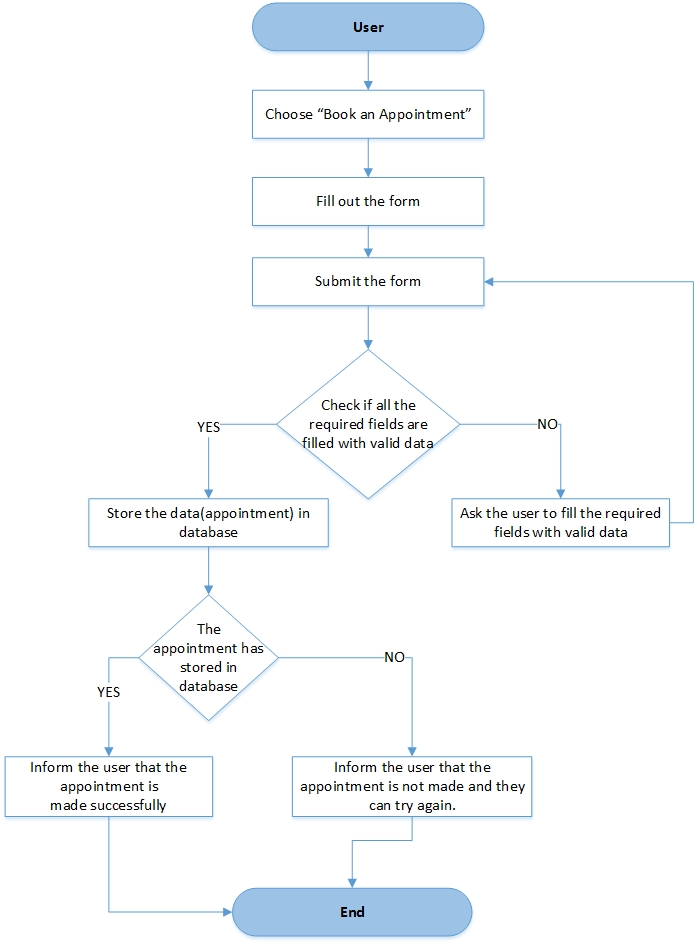 User
Choose “Book an Appointment”
Fill out the form
Submit the form
Check if all the
required fields are
filled with valid data
YES
NO
Store the data(appointment) in
database
Ask the user to fill the required
fields with valid data
The
appointment has
stored in
database
YES
NO
Inform the user that the
appointment is
made successfully
Inform the user that the
appointment is not made and they
can try again.
End